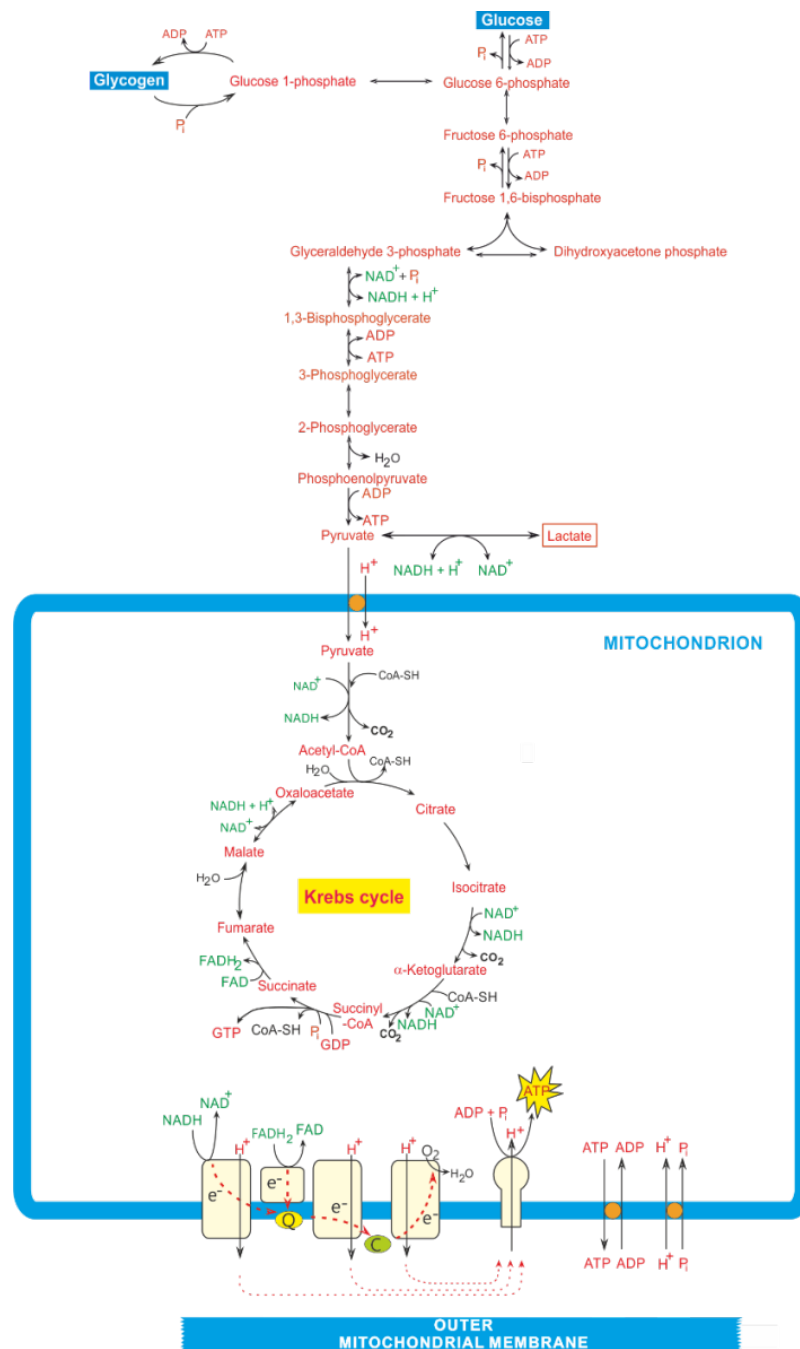 Glucose
ADP ATP
ATP
Pi
ADP
Glycogen
Glucose 1-phosphate
Glucose 6-phosphate
Pi
Fructose 6-phosphate
ATP
Pi
ADP
Fructose 1,6-bisphosphate
Glyceraldehyde 3-phosphate
Dihydroxyacetone phosphate
NAD+ + Pi
NADH + H+
1,3-Bisphosphoglycerate
ADP
ATP
3-Phosphoglycerate
2-Phosphoglycerate
H2O
Phosphoenolpyruvate
ADP
ATP
Pyruvate
Lactate
H+
NADH + H+ NAD+
H+
MITOCHONDRION
Pyruvate
CoA-SH
NAD+
NADH
CO2
Acetyl-CoA
CoA-SH
H2O
Oxaloacetate
Citrate
NADH + H+
NAD+
Malate
H2O
Krebs cycle
Isocitrate
NAD+
NADH
Fumarate
CO2
FADH2
α-Ketoglutarate
FAD
Succinate
CoA-SH
Succinyl
-CoA
NAD+
NADH
CO2
GTP
CoA-SH
Pi
GDP
ATP
NAD+
NADH
ADP + Pi
H+
FADH2
FAD
H+
H+
H+
O2
H2O
ATP ADP
H+ Pi
e-
e-
e-
e-
Q
C
ATP ADP
H+ Pi
OUTER
MITOCHONDRIAL MEMBRANE